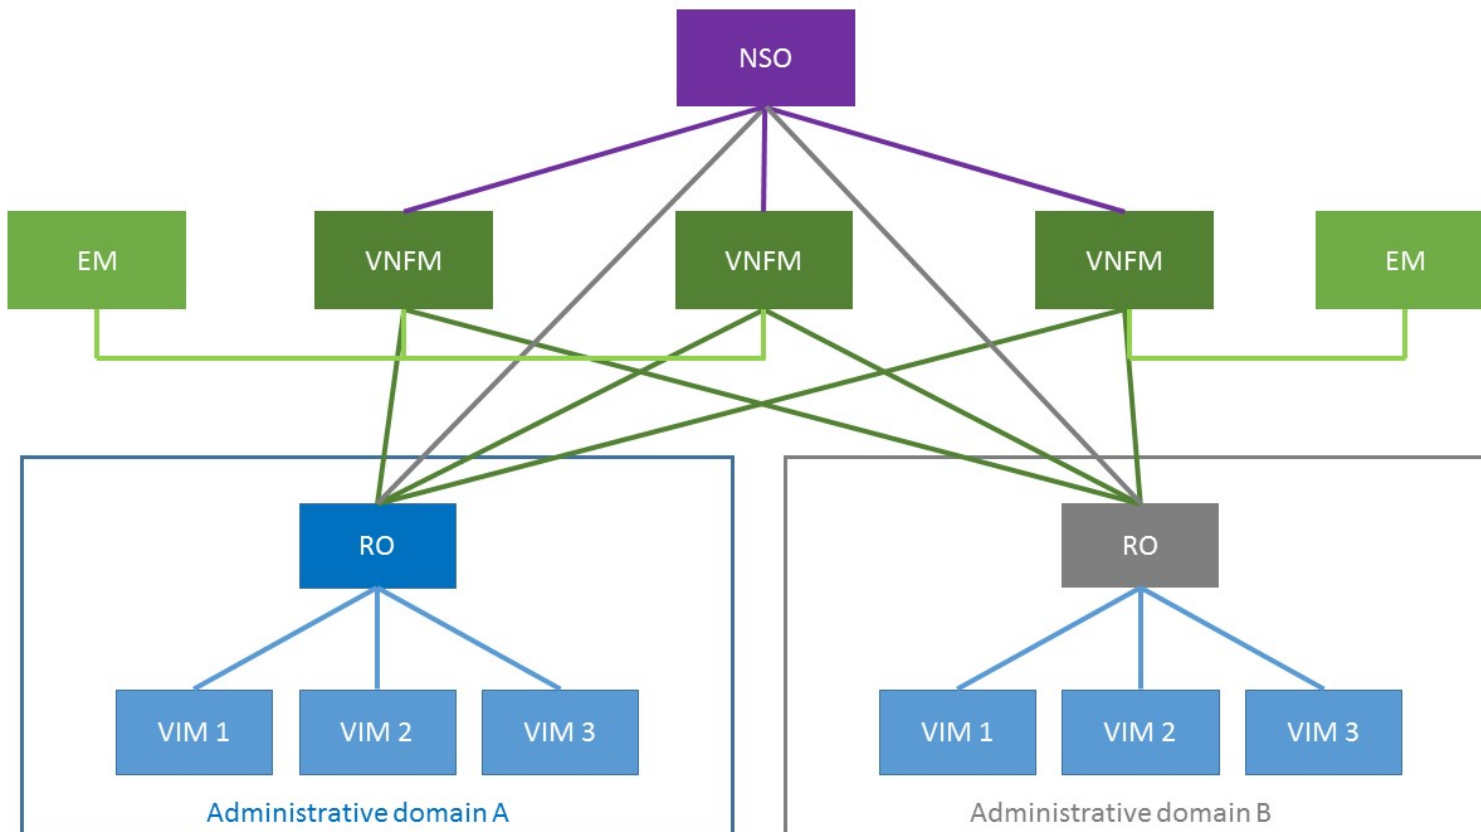 NSO
EM
VNFM
VNFM
VNFM
EM
RO
RO
VIM 1
VIM 2
VIM 3
VIM 1
VIM 2
VIM 3
Administrative domain A
Administrative domain B